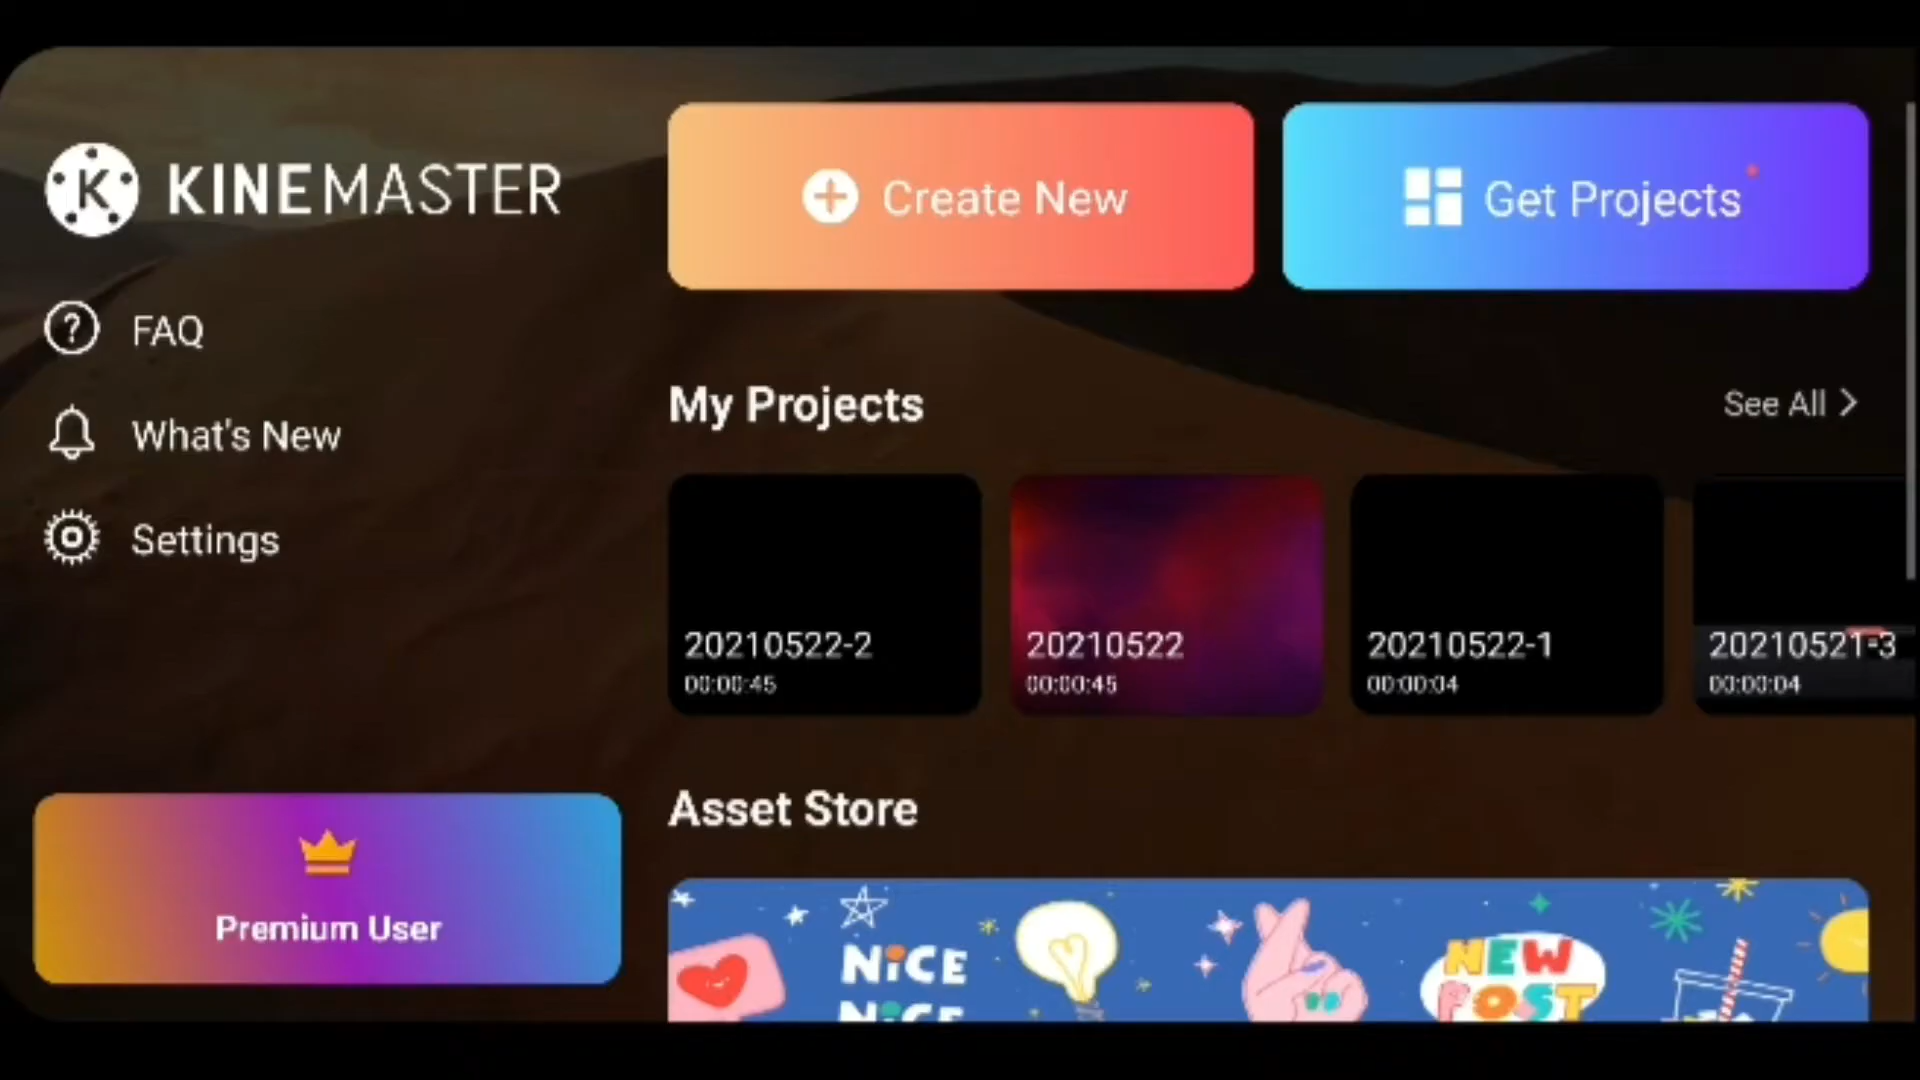 KINEMASTER
FAQ
What's New
Settings
Premium User
Create New
Get Projects
My Projects
See All
20210522-2
00:00:45
20210522
00:00:45
20210522-1
00:00:04
20210521-3
00:00:04
Asset Store
NiCE
NiCE
NEW
POST